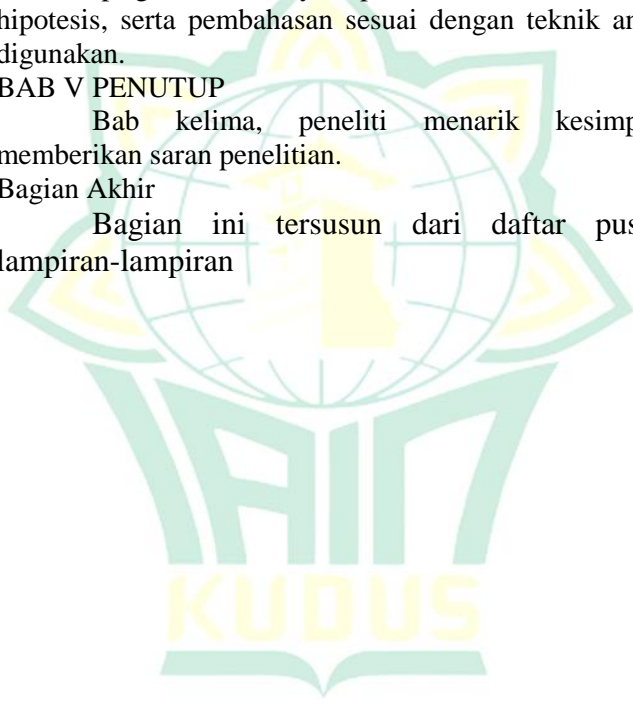 hipotesis, serta pembahasan sesuai dengan teknik an
digunakan.
BAB V PENUTUP
Bab kelima, peneliti menarik kesimp
memberikan saran penelitian.
Bagian Akhir
Bagian ini tersusun dari daftar pus
lampiran-lampiran
IAIN
KUDUS